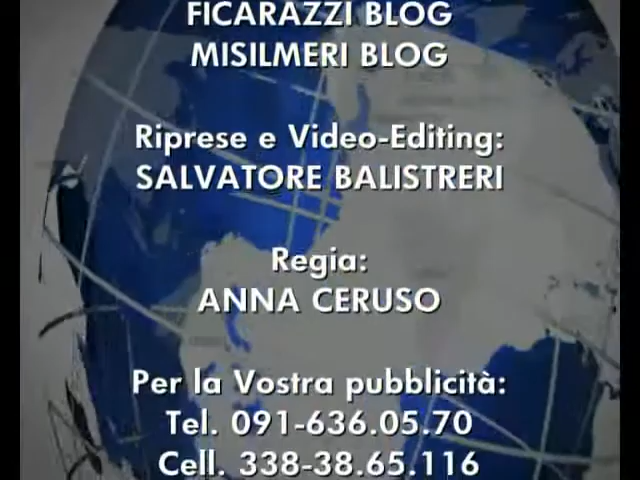 FICARAZZI BLOG
MISILMERI BLOG
Riprese e Video-Editing:
SALVATORE BALISTRERI
Regia:
ANNA CERUSO
Per la Vostra pubblicità:
Tel. 091-636.05.70
Cell. 338-38.65.116